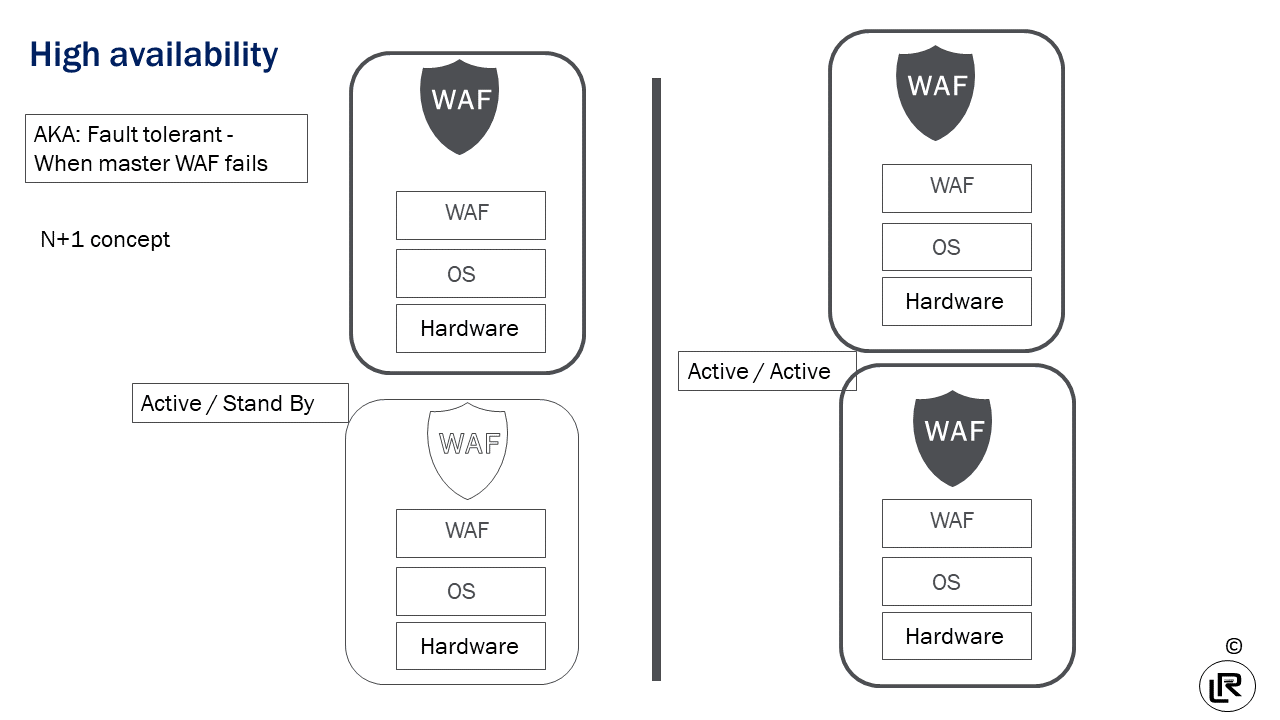 High availability
AKA: Fault tolerant -
When master WAF fails
N+1 concept
WAF
WAF
OS
Hardware
Active / Stand By
WAF
WAF
OS
Hardware
WAF
WAF
OS
Hardware
Active / Active
WAF
WAF
OS
Hardware
©
LR